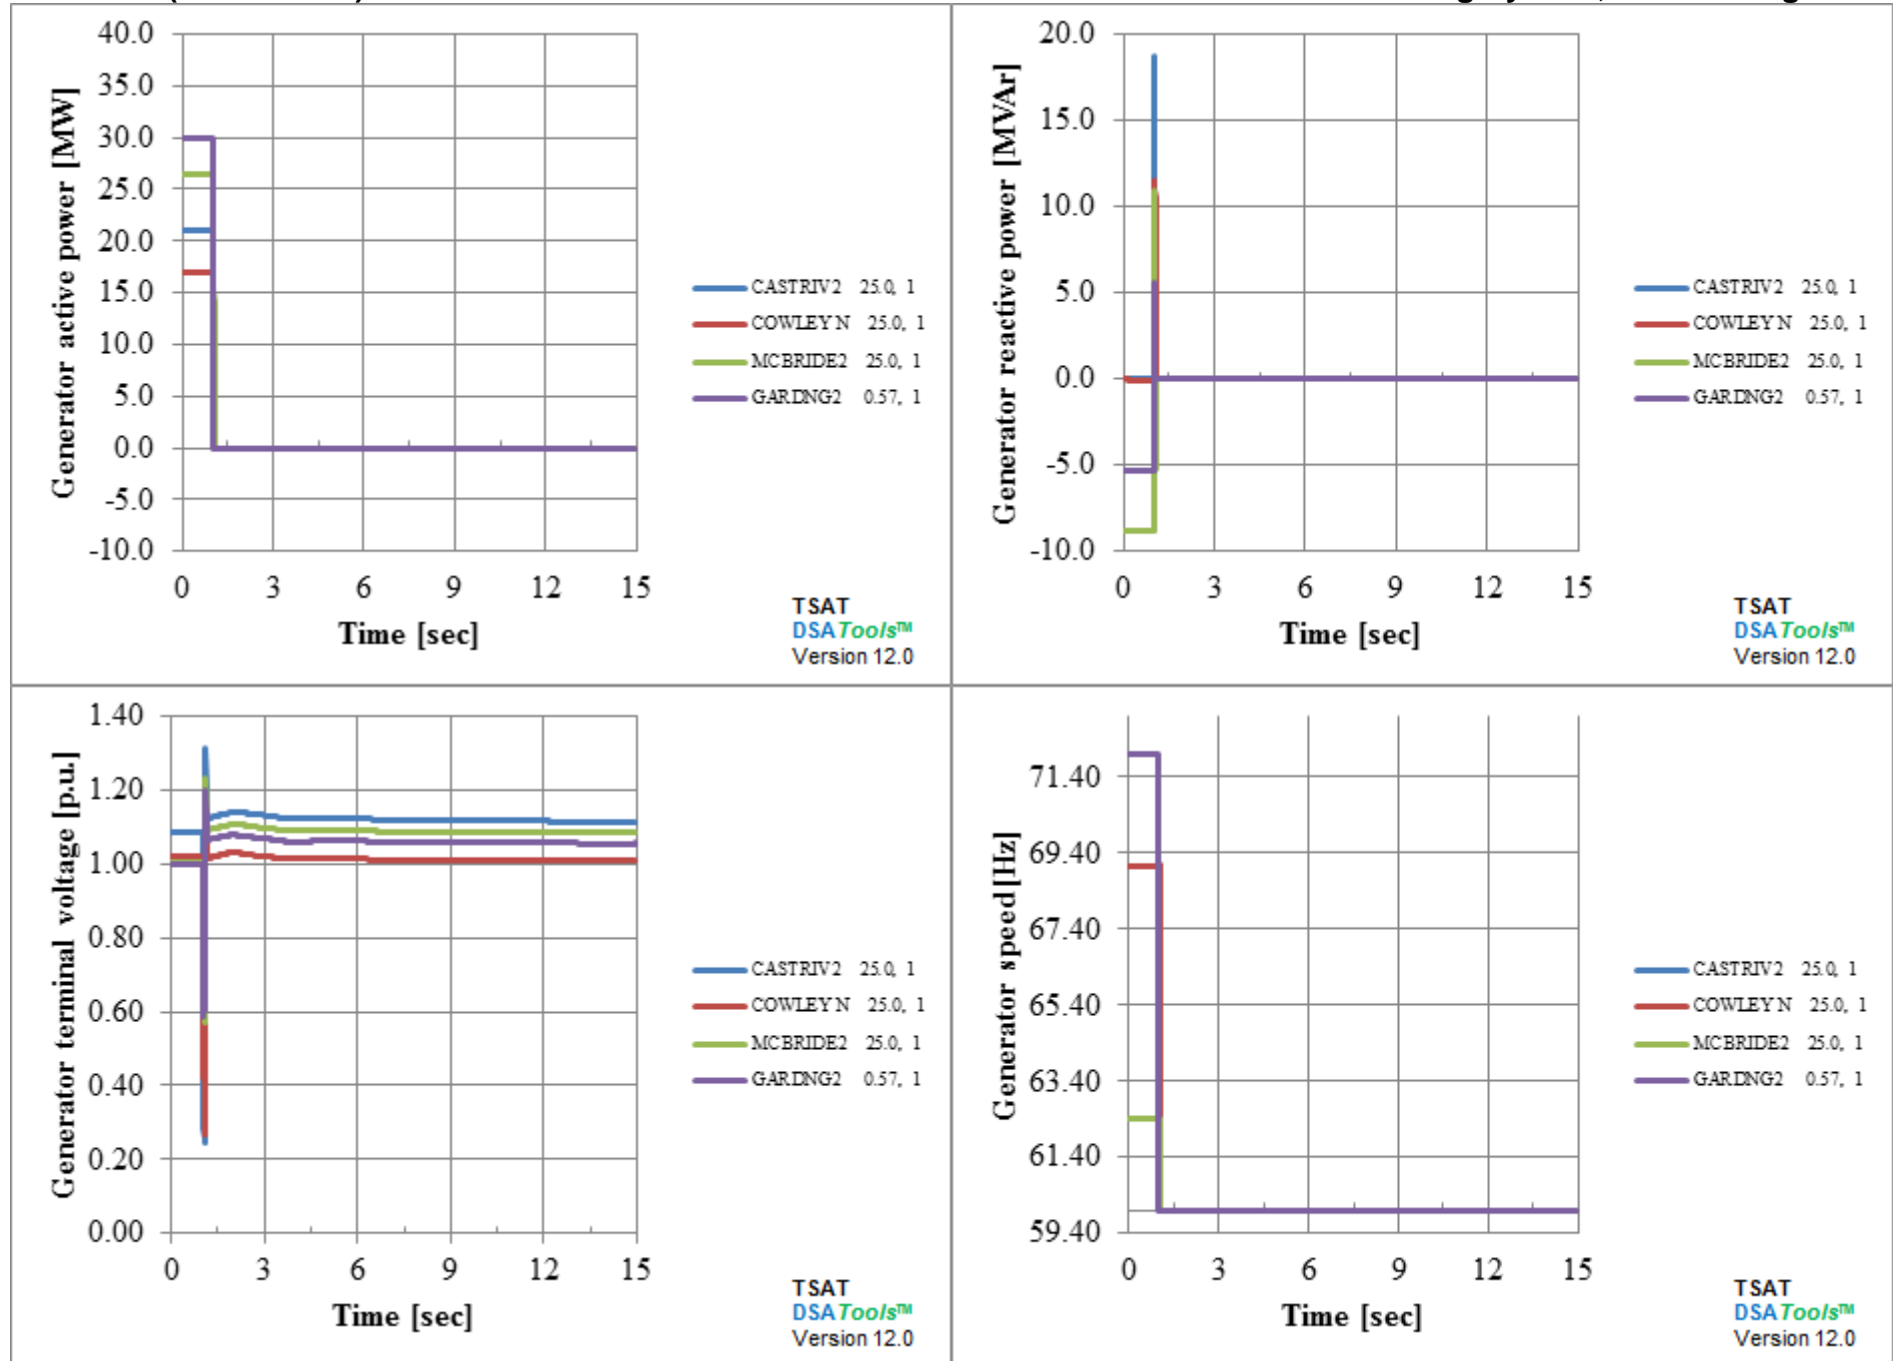 Generator active power [MW]
40.0
35.0
30.0
25.0
20.0
15.0
10.0
5.0
0.0
-5.0
-10.0
0 3 6 9 12 15
Time [sec]
CASTRIV2 25.0, 1
COWLEY N 25.0, 1
MCBRIDE2 25.0, 1
GARDNG2 0.57, 1
TSAT
DSATools™
Version 12.0
Generator reactive power [MVAr]
20.0
15.0
10.0
5.0
0.0
-5.0
-10.0
0 3 6 9 12 15
Time [sec]
CASTRIV2 25.0, 1
COWLEY N 25.0, 1
MCBRIDE2 25.0, 1
GARDNG2 0.57, 1
TSAT
DSATools™
Version 12.0
Generator terminal voltage [p.u.]
1.40
1.20
1.00
0.80
0.60
0.40
0.20
0.00
0 3 6 9 12 15
Time [sec]
CASTRIV2 25.0, 1
COWLEY N 25.0, 1
MCBRIDE2 25.0, 1
GARDNG2 0.57, 1
TSAT
DSATools™
Version 12.0
Generator speed [Hz]
71.40
69.40
67.40
65.40
63.40
61.40
59.40
0 3 6 9 12 15
Time [sec]
CASTRIV2 25.0, 1
COWLEY N 25.0, 1
MCBRIDE2 25.0, 1
GARDNG2 0.57, 1
TSAT
DSATools™
Version 12.0